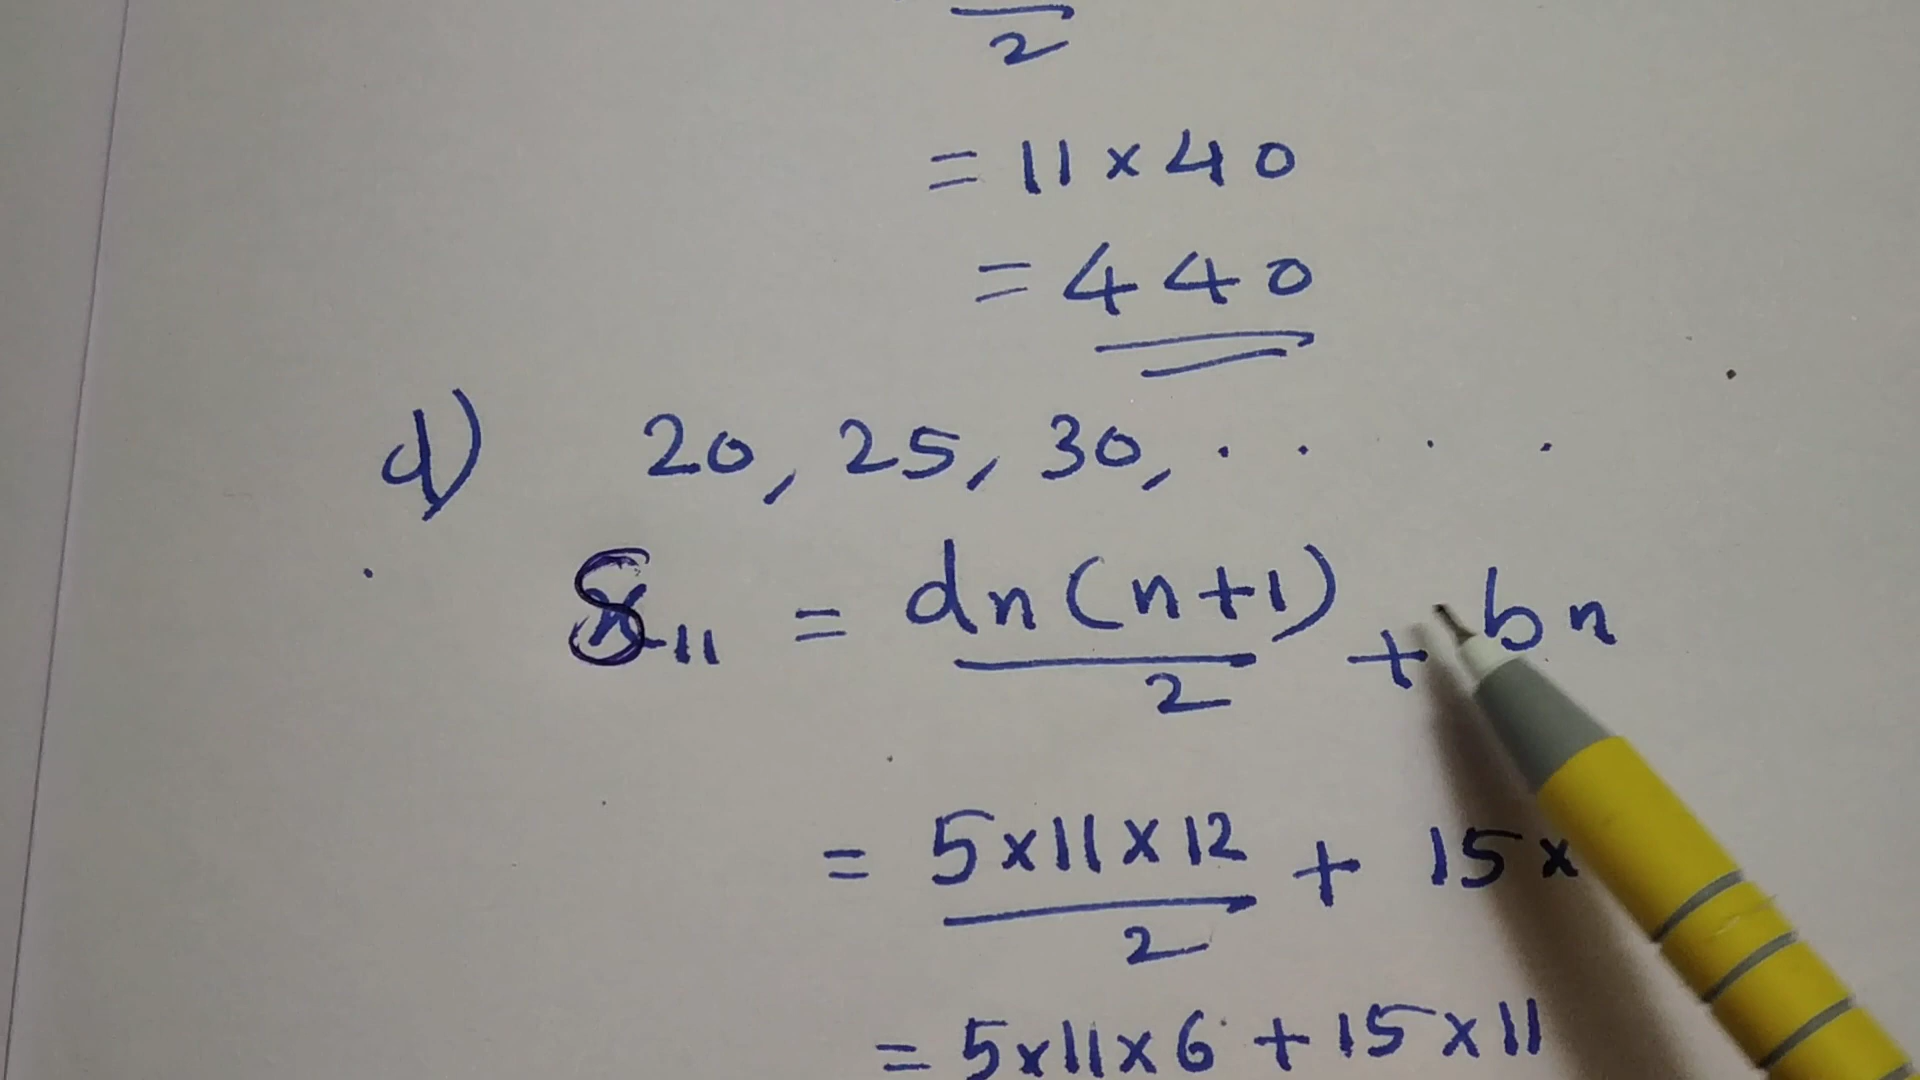 2
= 11 × 40
= 440
d) 20, 25, 30, . . . .
S11 = dn(n+1)/2 + bn
= 5×11×12/2 + 15×
= 5×11×6 + 15×11